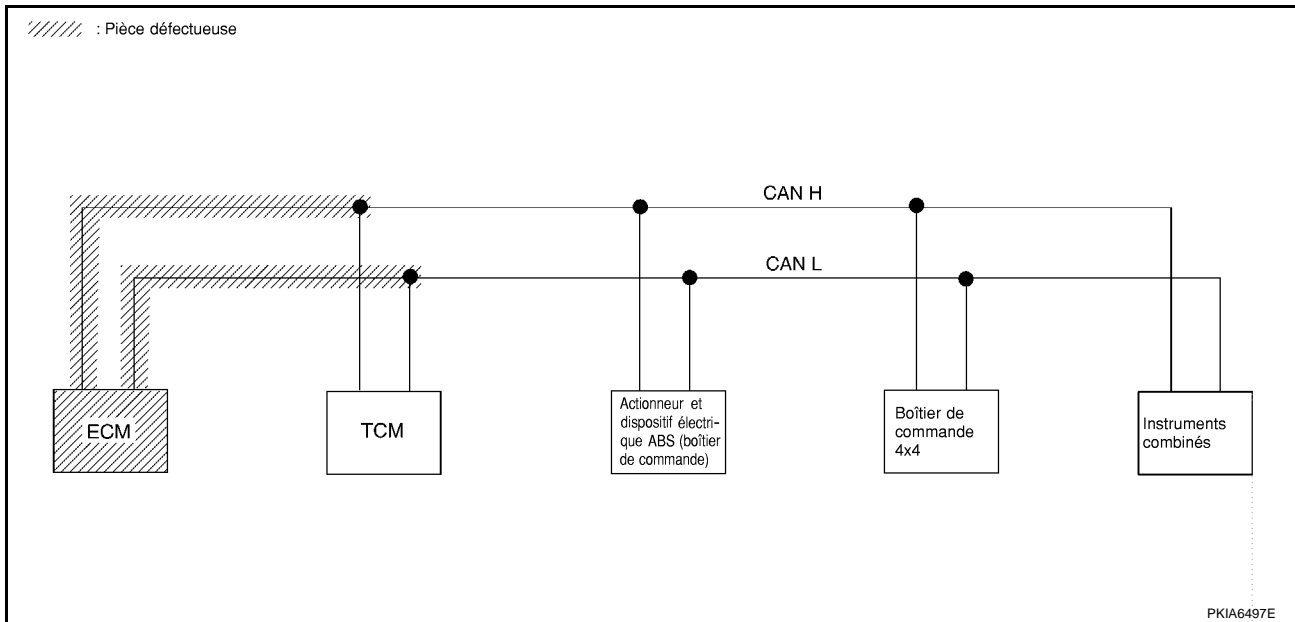 : Pièce défectueuse
CAN H
CAN L
ECM
TCM
Actionneur et
dispositif électri-
que ABS (boîtier
de commande)
Boîtier de
commande
4x4
Instruments
combinés
PKIA6497E